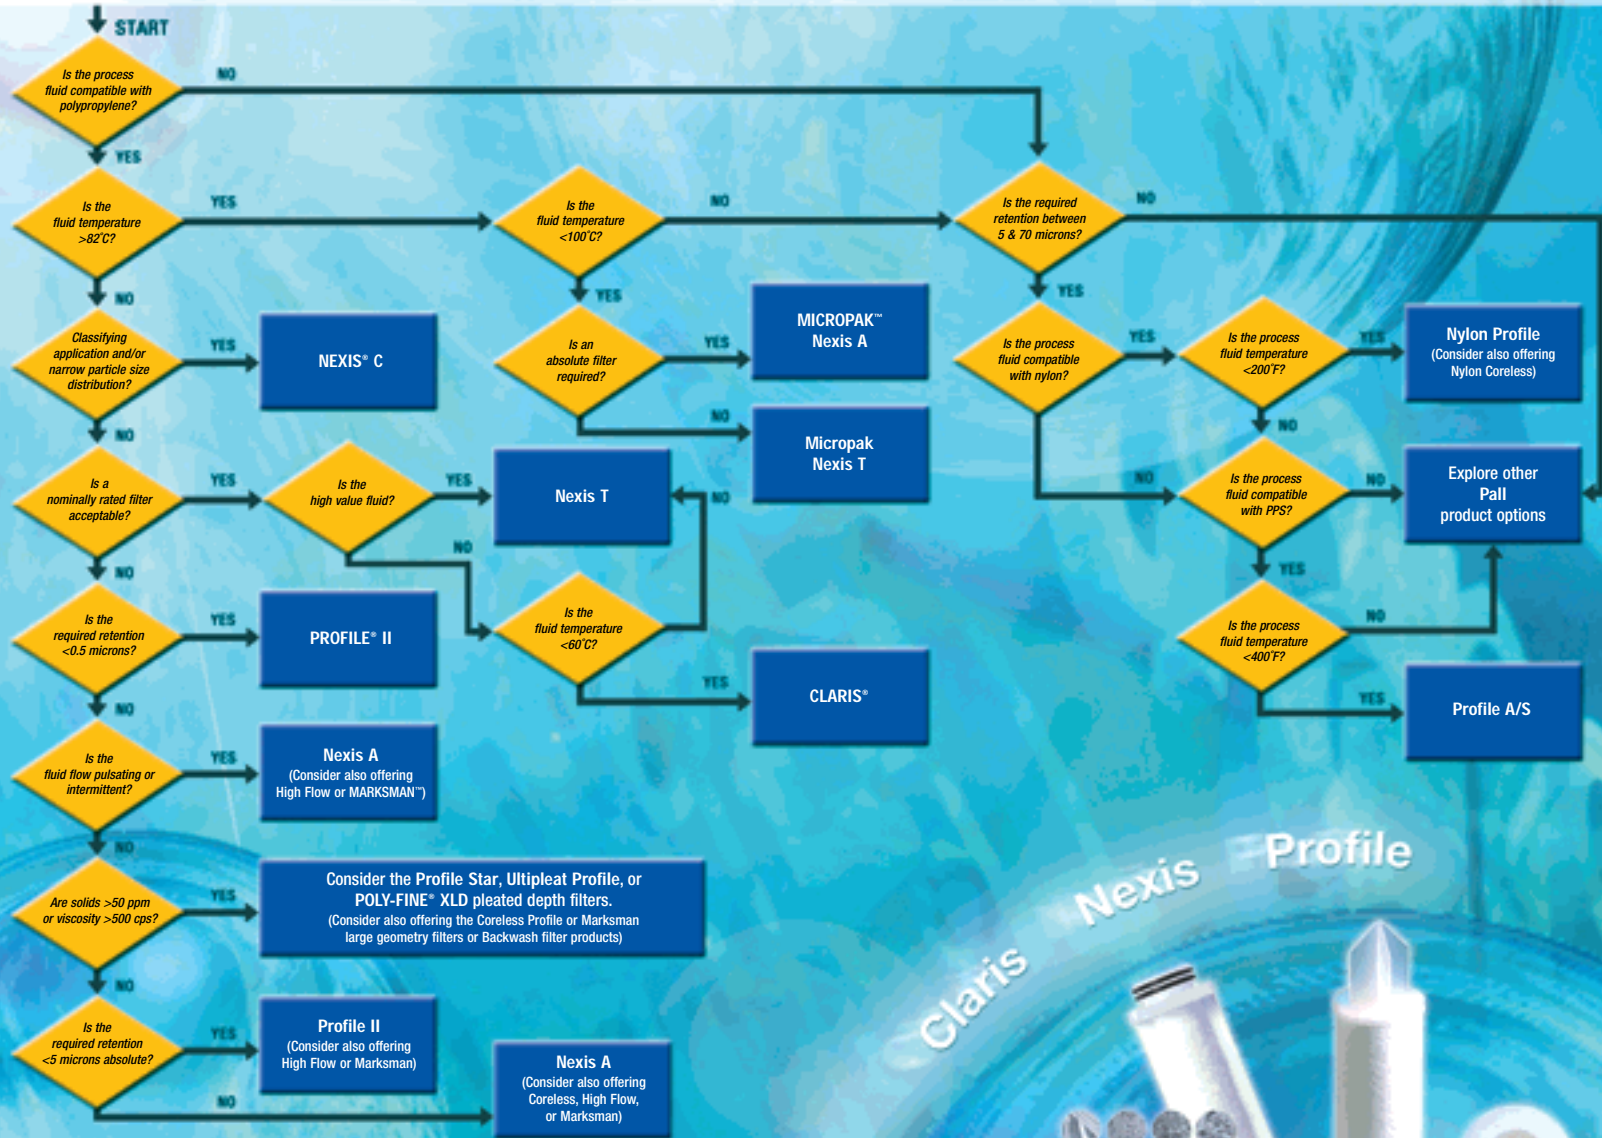 START
Is the process
fluid compatible with
polypropylene?
NO
YES
Is the
fluid temperature
>82°C?
YES
Is the
fluid temperature
<100°C?
NO
Is the required
retention between
5 & 70 microns?
NO
NO
YES
YES
Classifying
application and/or
narrow particle size
distribution?
YES
NEXIS® C
Is an
absolute filter
required?
YES
MICROPAK™
Nexis A
Is the process
fluid compatible
with nylon?
YES
Is the process
fluid temperature
<200°F?
YES
Nylon Profile
(Consider also offering
Nylon Coreless)
NO
NO
Micropak
Nexis T
NO
Is a
nominally rated filter
acceptable?
YES
Is the
high value fluid?
YES
Nexis T
NO
NO
Is the process
fluid compatible
with PPS?
NO
Explore other
Pall
product options
NO
NO
YES
Is the
required retention
<0.5 microns?
YES
PROFILE® II
Is the
fluid temperature
<60°C?
YES
CLARIS®
Is the process
fluid temperature
<400°F?
NO
YES
Profile A/S
NO
Is the
fluid flow pulsating or
intermittent?
YES
Nexis A
(Consider also offering
High Flow or MARKSMAN™)
NO
Are solids >50 ppm
or viscosity >500 cps?
YES
Consider the Profile Star, Ultipleat Profile, or
POLY-FINE® XLD pleated depth filters.
(Consider also offering the Coreless Profile or Marksman
large geometry filters or Backwash filter products)
NO
Is the
required retention
<5 microns absolute?
YES
Profile II
(Consider also offering
High Flow or Marksman)
NO
Nexis A
(Consider also offering
Coreless, High Flow,
or Marksman)
Claris
Nexis
Profile